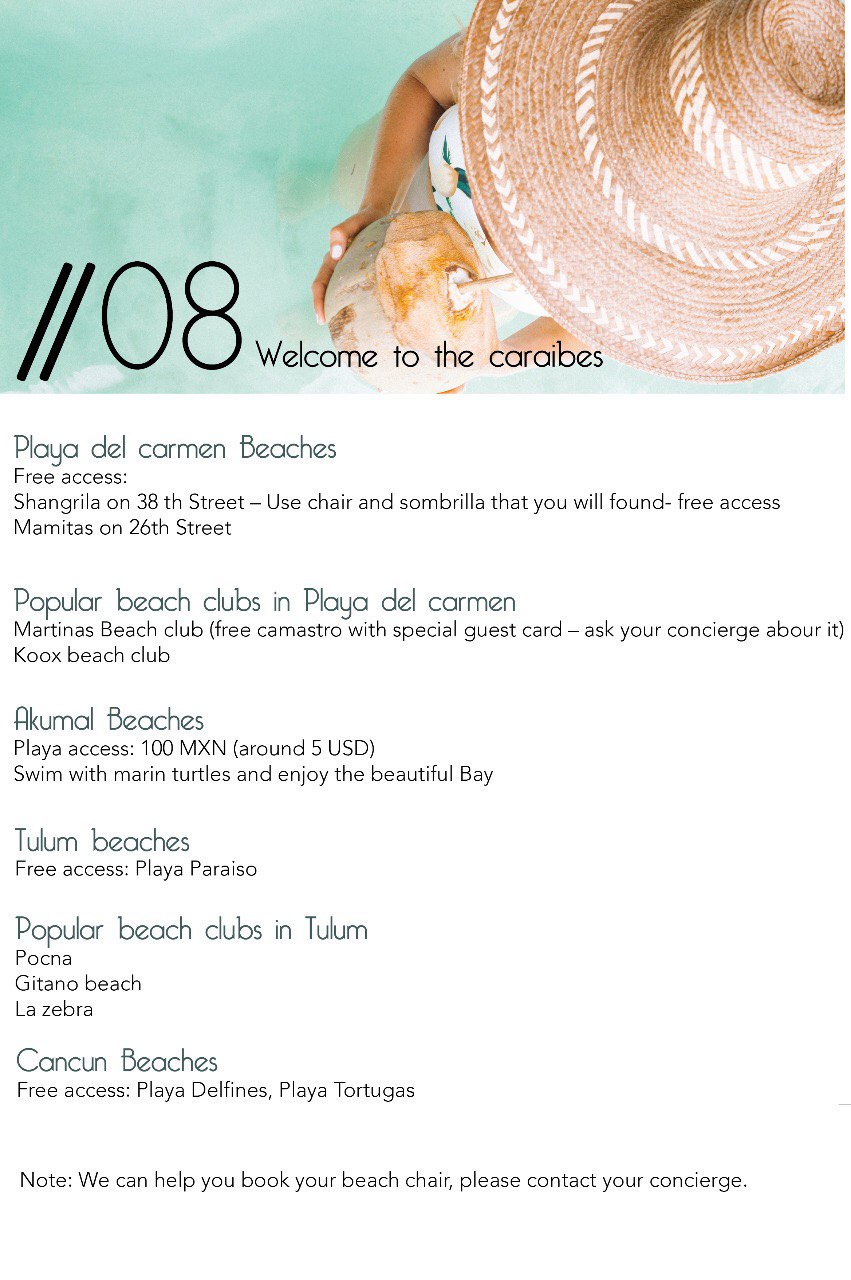 //08 Welcome to the caraibes
Playa del carmen Beaches
Free access:
Shangrila on 38 th Street – Use chair and sombrilla that you will found- free access
Mamitas on 26th Street
Popular beach clubs in Playa del carmen
Martinas Beach club (free camastro with special guest card – ask your concierge abour it)
Koox beach club
Akumal Beaches
Playa access: 100 MXN (around 5 USD)
Swim with marin turtles and enjoy the beautiful Bay
Tulum beaches
Free access: Playa Paraiso
Popular beach clubs in Tulum
Pocna
Gitano beach
La zebra
Cancun Beaches
Free access: Playa Delfines, Playa Tortugas
Note: We can help you book your beach chair, please contact your concierge.